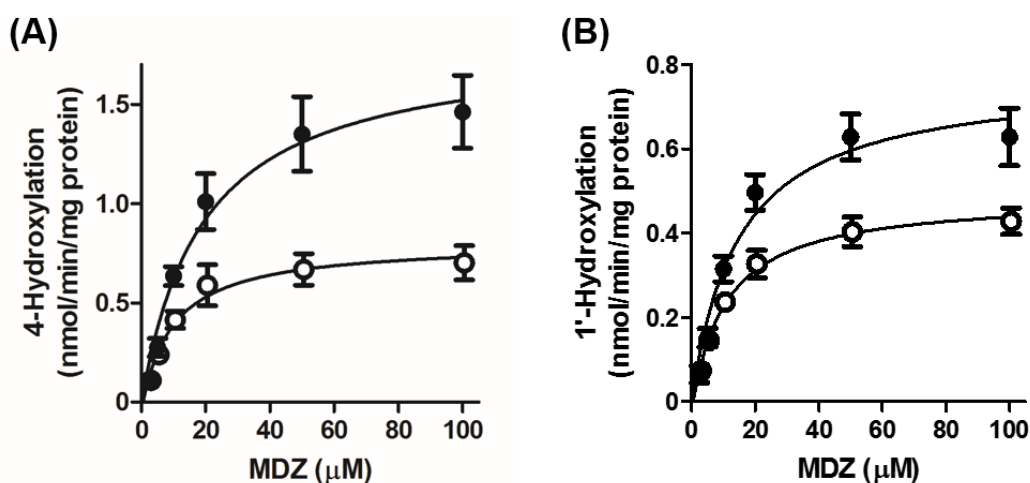 (A)
4-Hydroxylation
(nmol/min/mg protein)
1.5
1.0
0.5
0
0 20 40 60 80 100
MDZ (μM)
(B)
1'-Hydroxylation
(nmol/min/mg protein)
0.8
0.6
0.4
0.2
0
0 20 40 60 80 100
MDZ (μM)